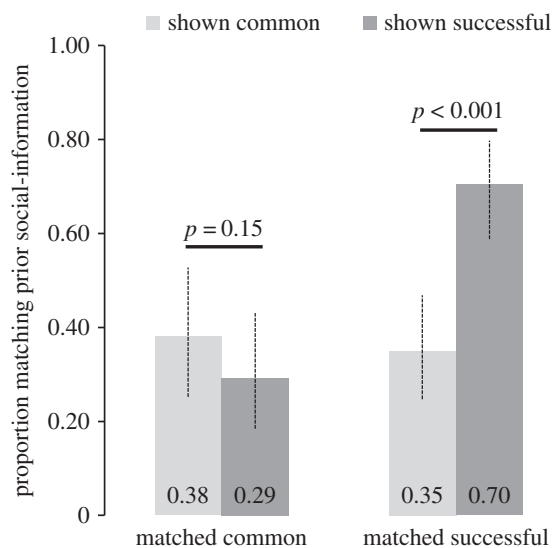 shown common shown successful
1.00
0.80
0.60
0.40
0.20
0
proportion matching prior social-information
p = 0.15
p < 0.001
0.38 0.29 0.35 0.70
matched common matched successful